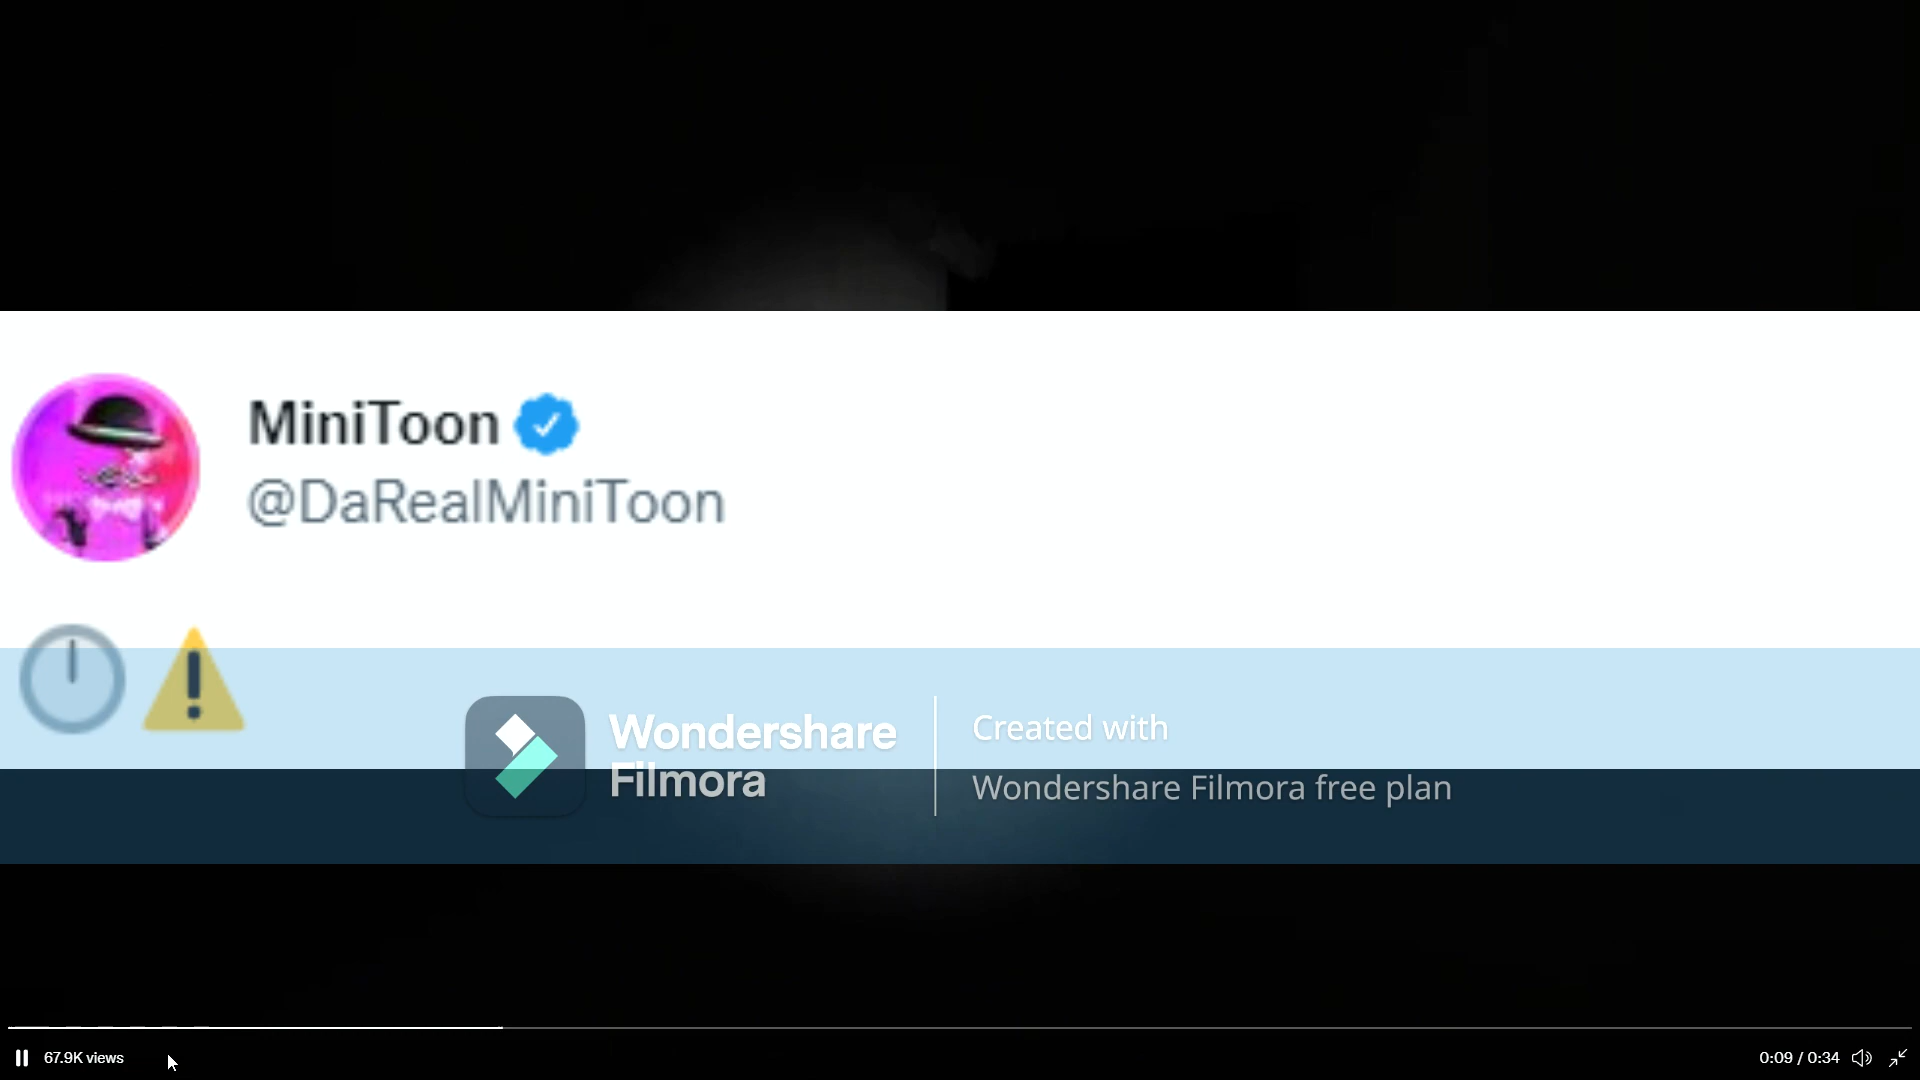 MiniToon
@DaRealMiniToon
Wondershare
Filmora
Created with
Wondershare Filmora free plan
67.9K views
0:09 / 0:34